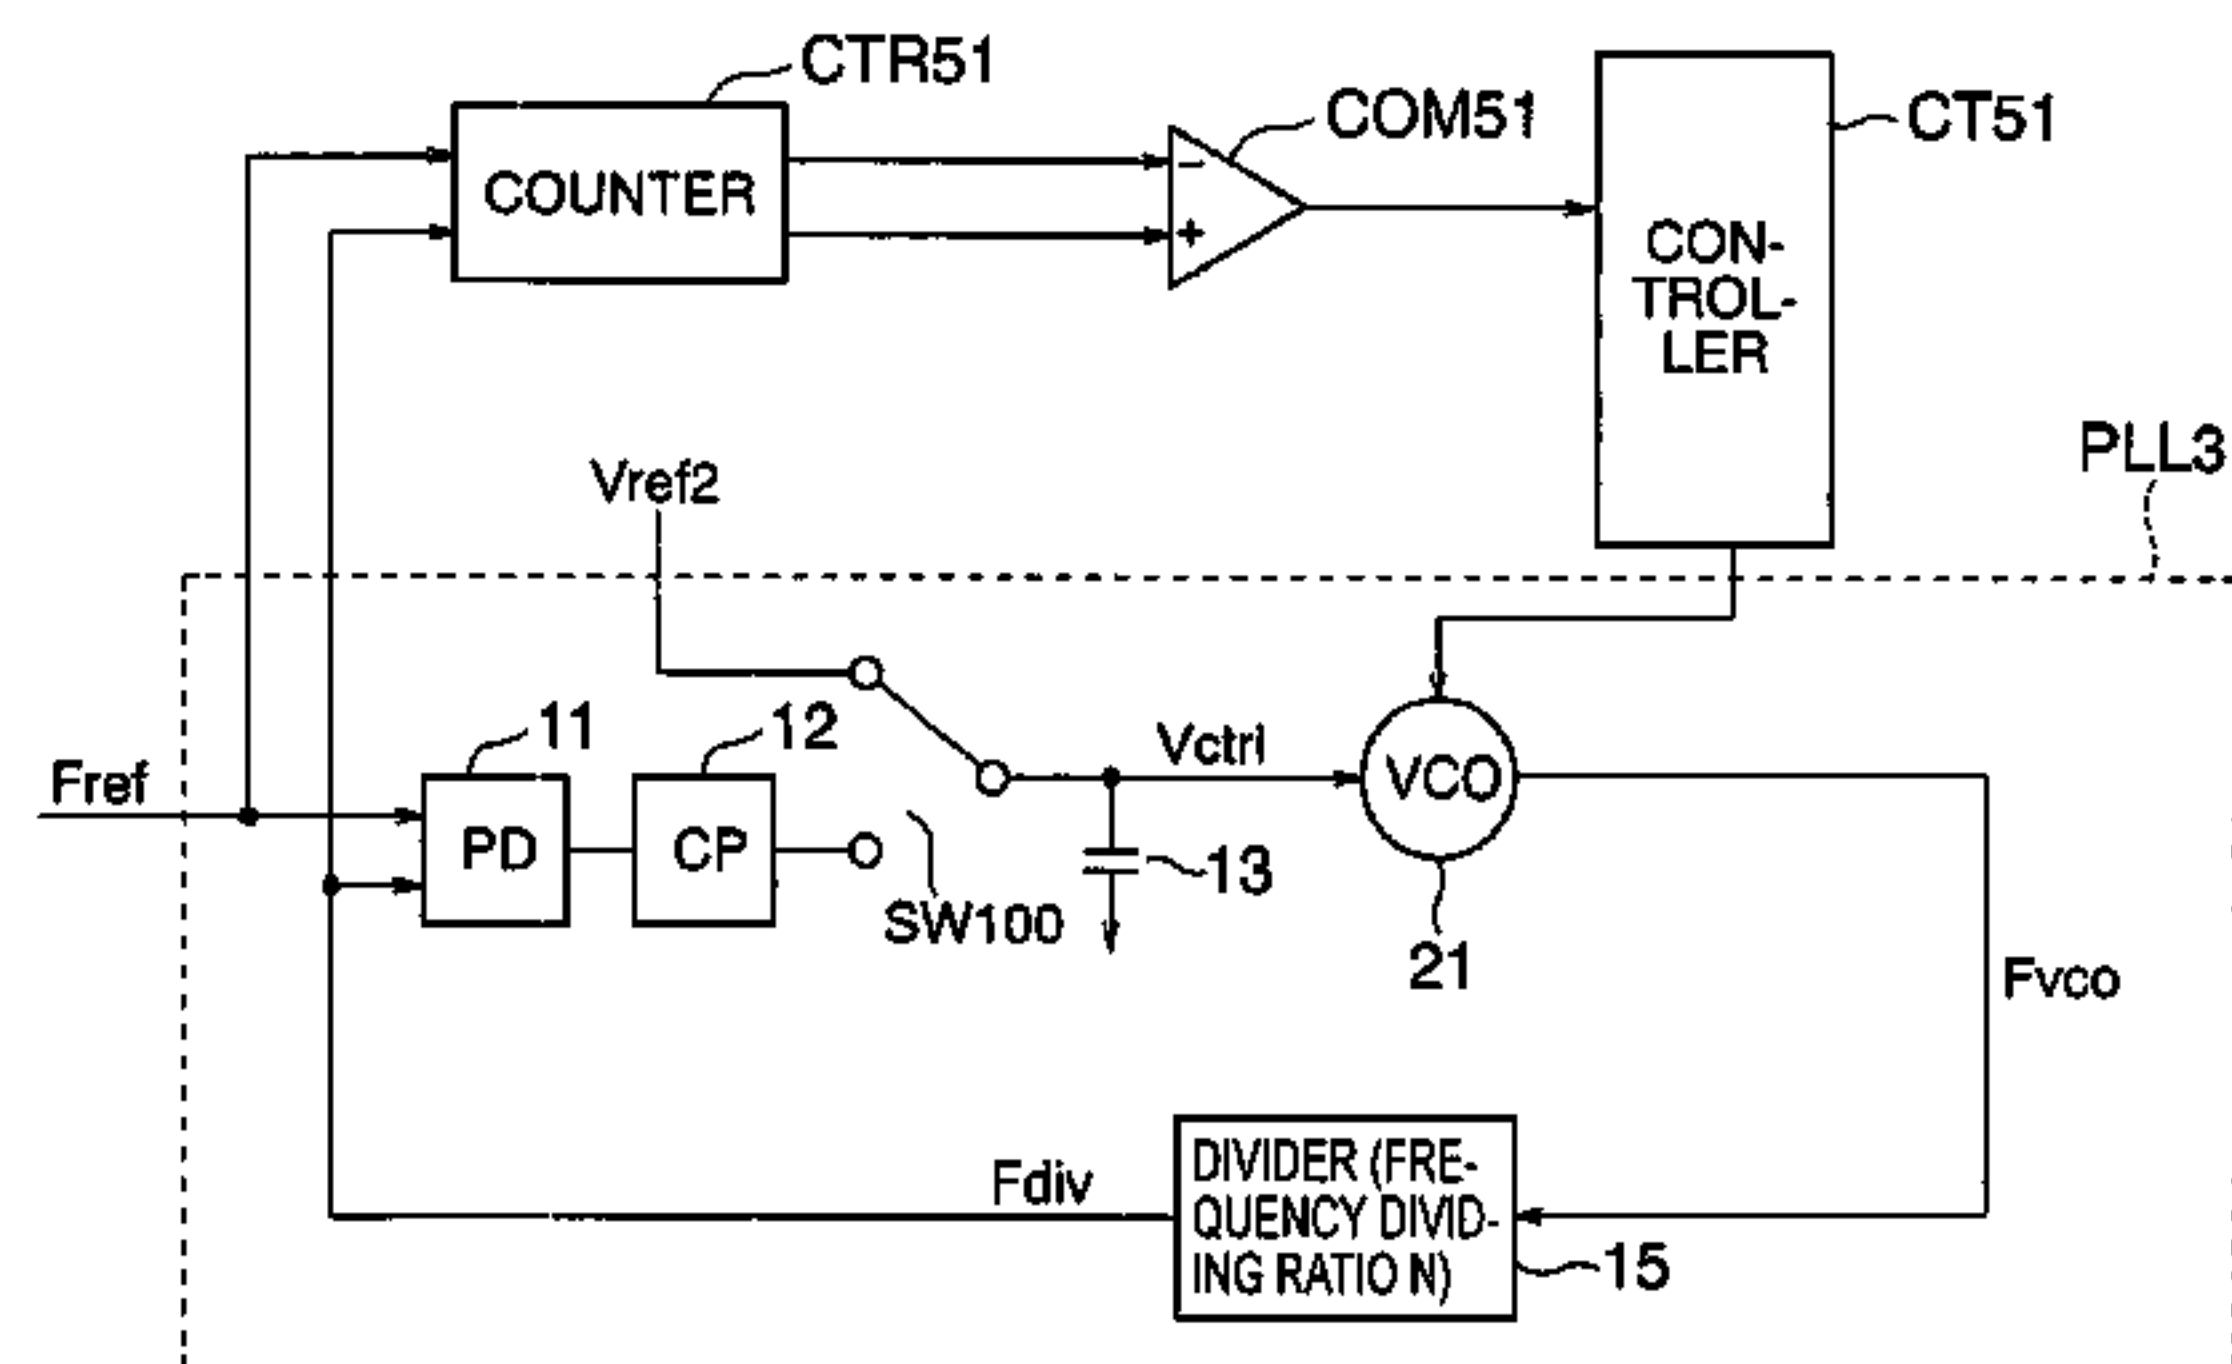 CTR51
COM51
CT51
COUNTER
−
+
CON-
TROL-
LER
PLL3
Vref2
11
12
Vctrl
Fref
PD
CP
VCO
13
SW100
21
Fvco
Fdiv
DIVIDER (FRE-
QUENCY DIVID-
ING RATIO N)
15